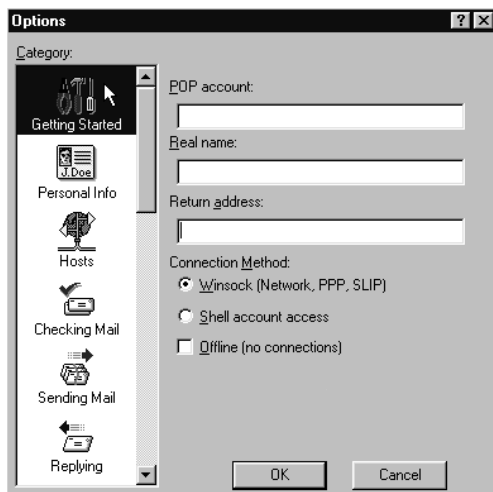 Options
Category:
Getting Started
J.Doe
Personal Info
Hosts
Checking Mail
Sending Mail
Replying
POP account:
Real name:
Return address:
Connection Method:
Winsock (Network, PPP, SLIP)
Shell account access
Offline (no connections)
OK
Cancel